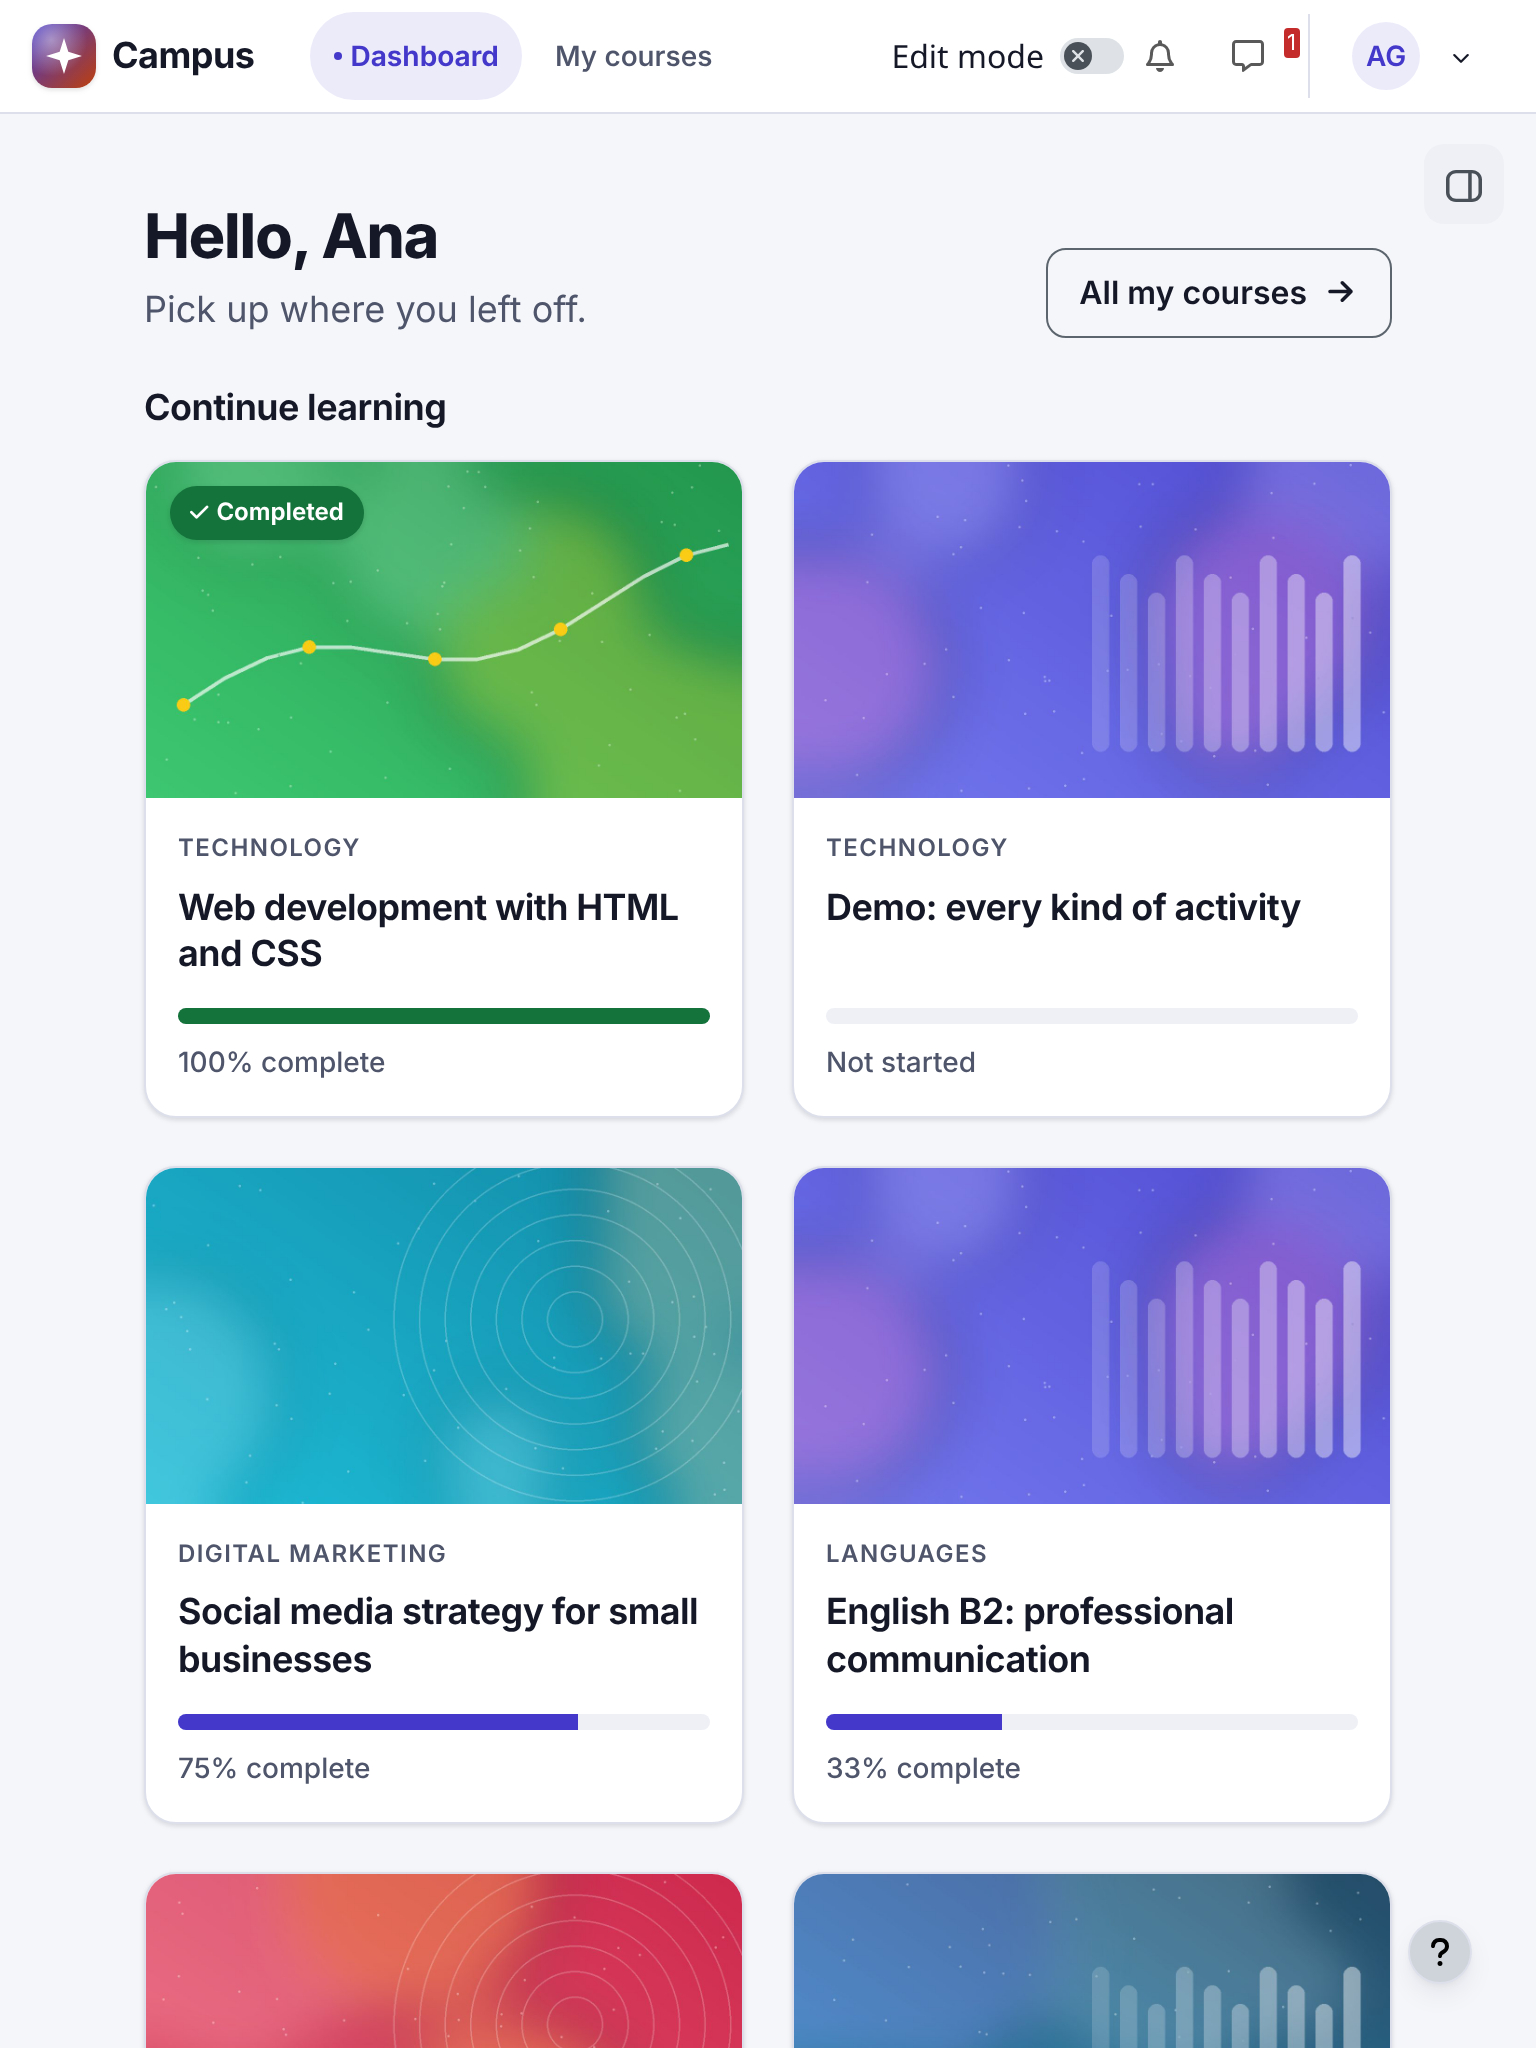 Campus
Dashboard
My courses
Edit mode
1
AG
Hello, Ana
Pick up where you left off.
All my courses
Continue learning
Completed
TECHNOLOGY
Web development with HTML
and CSS
100% complete
TECHNOLOGY
Demo: every kind of activity
Not started
DIGITAL MARKETING
Social media strategy for small
businesses
75% complete
LANGUAGES
English B2: professional
communication
33% complete
?